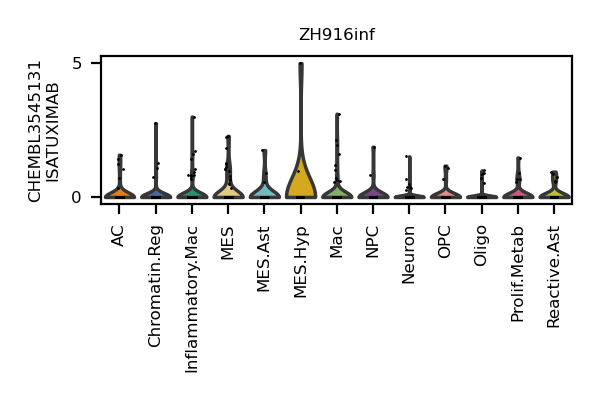 ZH916inf
CHEMBL3545131
ISATUXIMAB
5
0
AC
Chromatin.Reg
Inflammatory.Mac
MES
MES.Ast
MES.Hyp
Mac
NPC
Neuron
OPC
Oligo
Prolif.Metab
Reactive.Ast